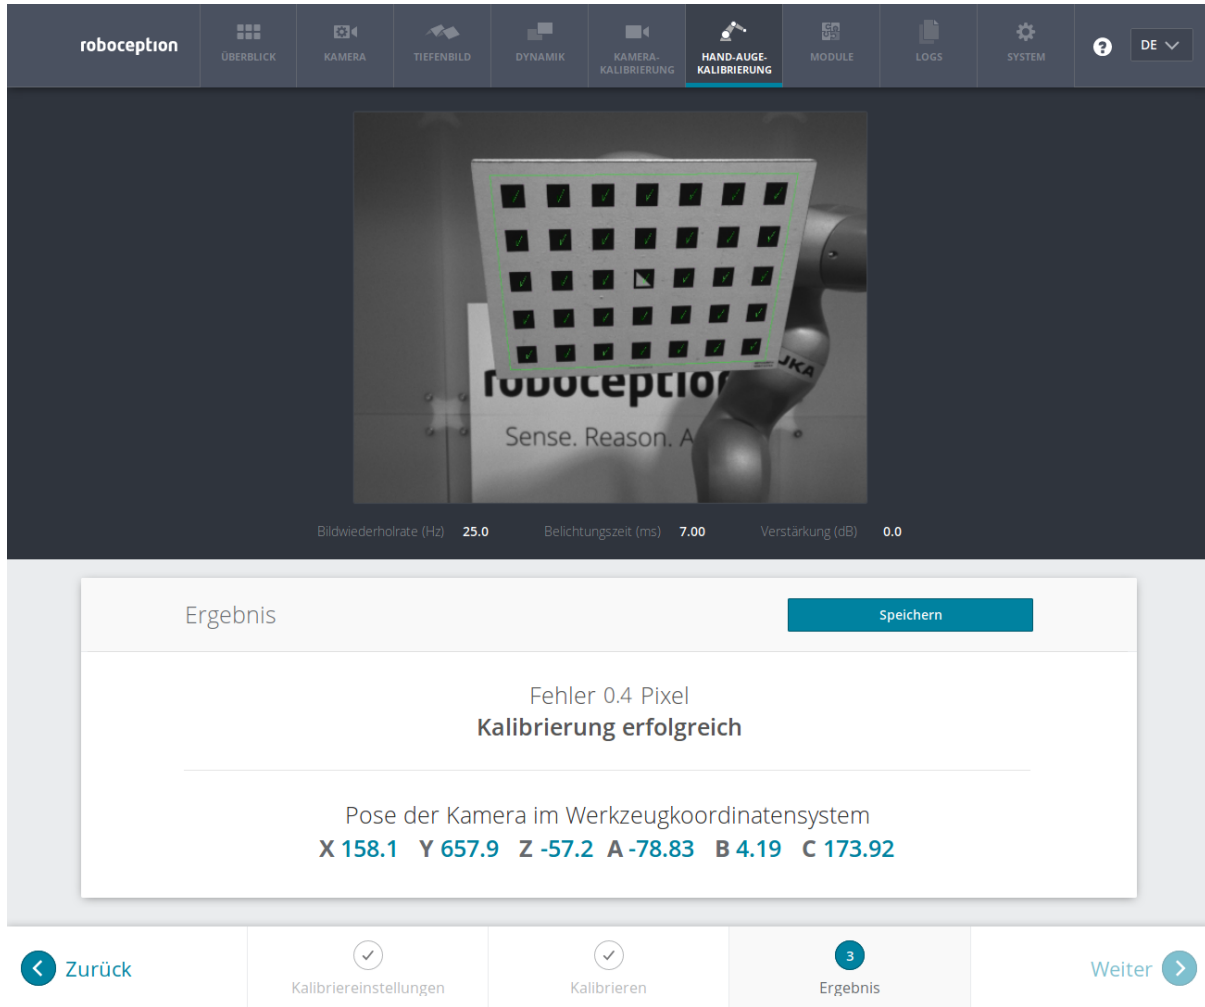 roboception
ÜBERBLICK
KAMERA
TIEFENBILD
DYNAMIK
KAMERA-
KALIBRIERUNG
HAND-AUGE-
KALIBRIERUNG
MODULE
LOGS
SYSTEM
?
DE
roboception
Sense. Reason. A
UKA
Bildwiederholrate (Hz) 25.0 Belichtungszeit (ms) 7.00 Verstärkung (dB) 0.0
Ergebnis
Speichern
Fehler 0.4 Pixel
Kalibrierung erfolgreich
Pose der Kamera im Werkzeugkoordinatensystem
X 158.1 Y 657.9 Z -57.2 A -78.83 B 4.19 C 173.92
Zurück
Kalibriereinstellungen
Kalibrieren
3
Ergebnis
Weiter